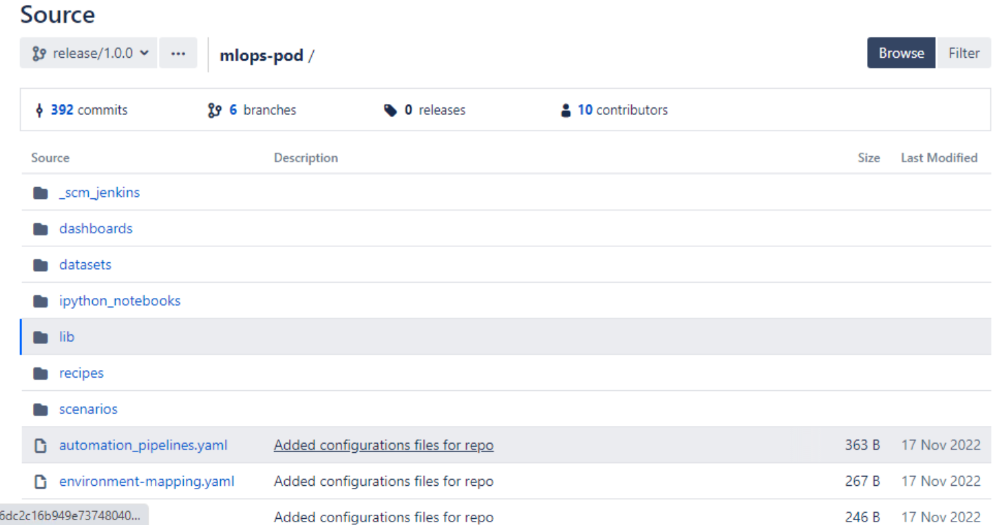 Source
release/1.0.0 ... mlops-pod / Browse Filter
392 commits 6 branches 0 releases 10 contributors
Source Description Size Last Modified
_scm_jenkins
dashboards
datasets
ipython_notebooks
lib
recipes
scenarios
automation_pipelines.yaml Added configurations files for repo 363 B 17 Nov 2022
environment-mapping.yaml Added configurations files for repo 267 B 17 Nov 2022
6dc2c16b949e73748040... Added configurations files for repo 246 B 17 Nov 2022